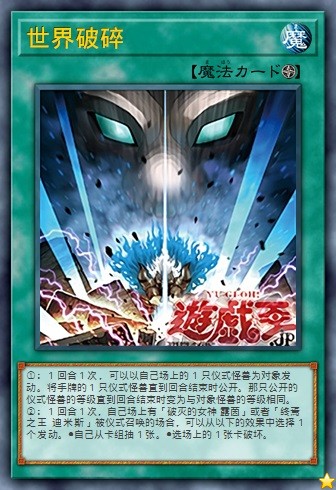 世界破碎
魔
【魔法カード】
YU-GI-OH!
遊戯王
.JP
①：1 回合 1 次，可以以自己场上的 1 只仪式怪兽为对象发
动。将手牌的 1 只仪式怪兽直到回合结束时公开。那只公开的
仪式怪兽的等级直到回合结束时变为与对象怪兽的等级相同。
②：1 回合 1 次，自己场上有「破灭的女神 露茵」或者「终焉
之王 迪米斯」被仪式召唤的场合，可以从以下的效果中选择 1
个发动。●自己从卡组抽 1 张。●选场上的 1 张卡破坏。